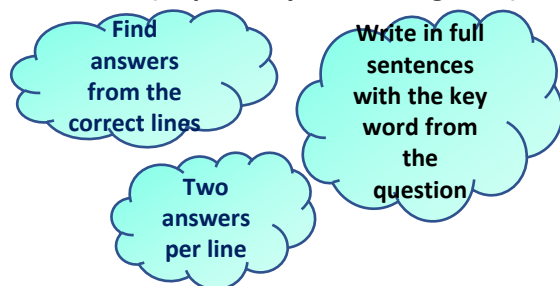 Find
answers
from the
correct lines
Write in full
sentences
with the key
word from
the
question
Two
answers
per line